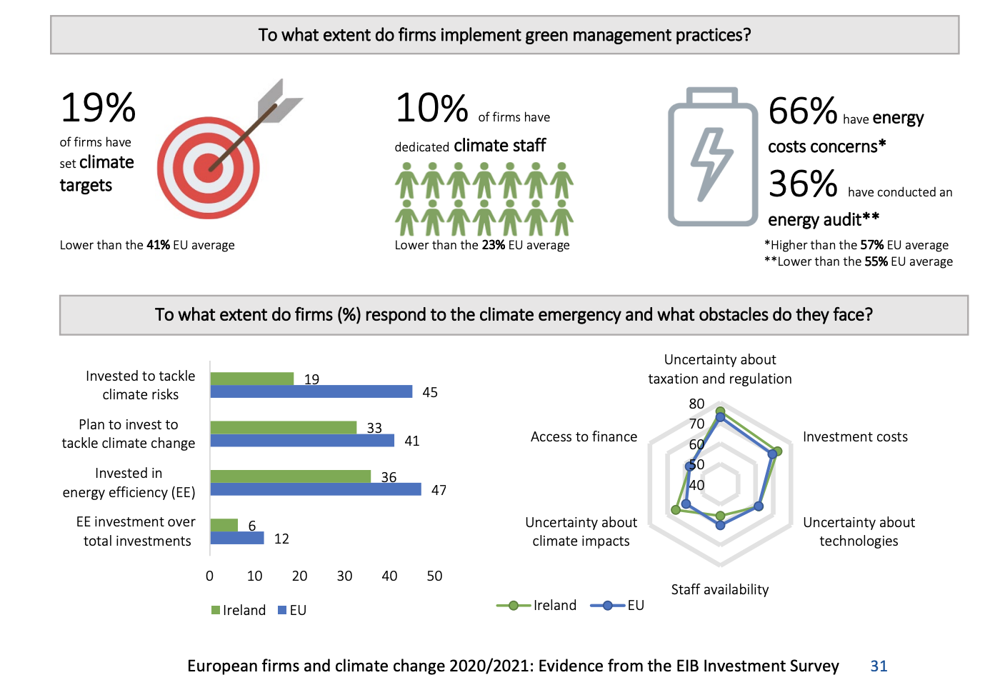 To what extent do firms implement green management practices?
19%
of firms have
set climate
targets
Lower than the 41% EU average
10% of firms have
dedicated climate staff
Lower than the 23% EU average
66% have energy
costs concerns*
36% have conducted an
energy audit**
*Higher than the 57% EU average
**Lower than the 55% EU average
To what extent do firms (%) respond to the climate emergency and what obstacles do they face?
Invested to tackle
climate risks
19
45
Plan to invest to
tackle climate change
33
41
Invested in
energy efficiency (EE)
36
47
EE investment over
total investments
6
12
0 10 20 30 40 50
Ireland EU
Uncertainty about
taxation and regulation
80
70
60
50
40
Access to finance
Investment costs
Uncertainty about
climate impacts
Uncertainty about
technologies
Staff availability
Ireland EU
European firms and climate change 2020/2021: Evidence from the EIB Investment Survey 31